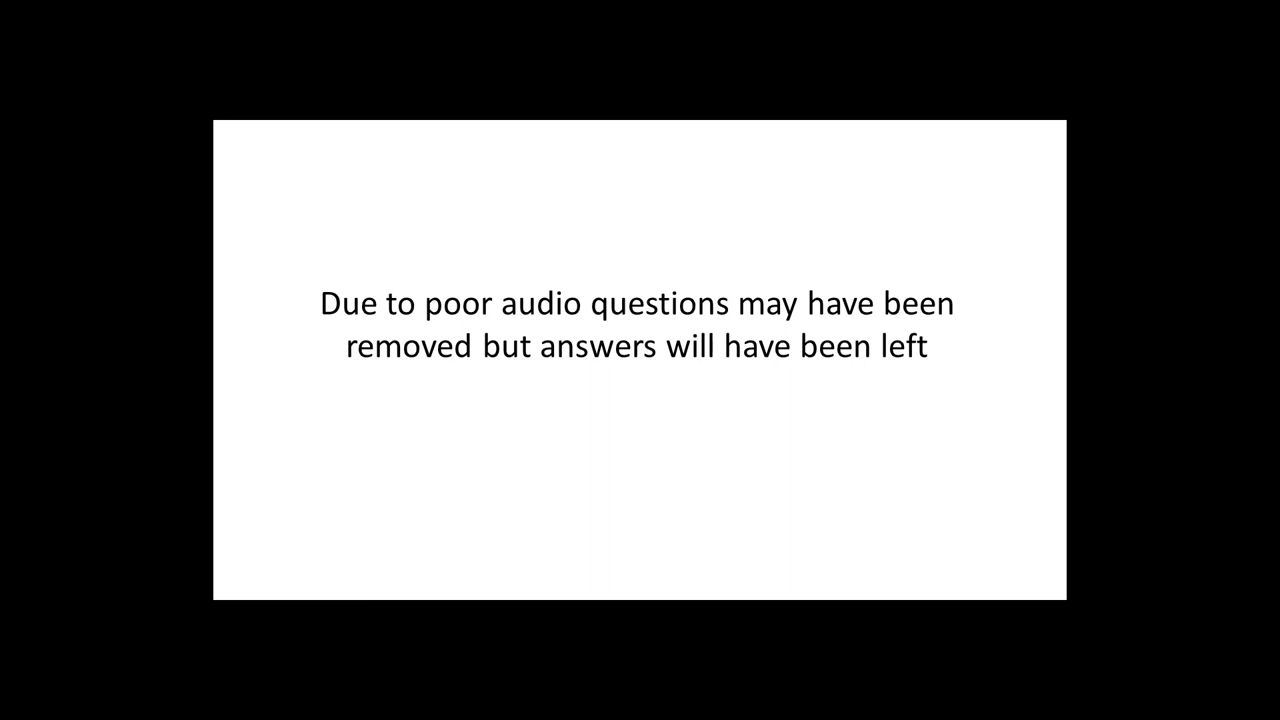 Due to poor audio questions may have been
removed but answers will have been left